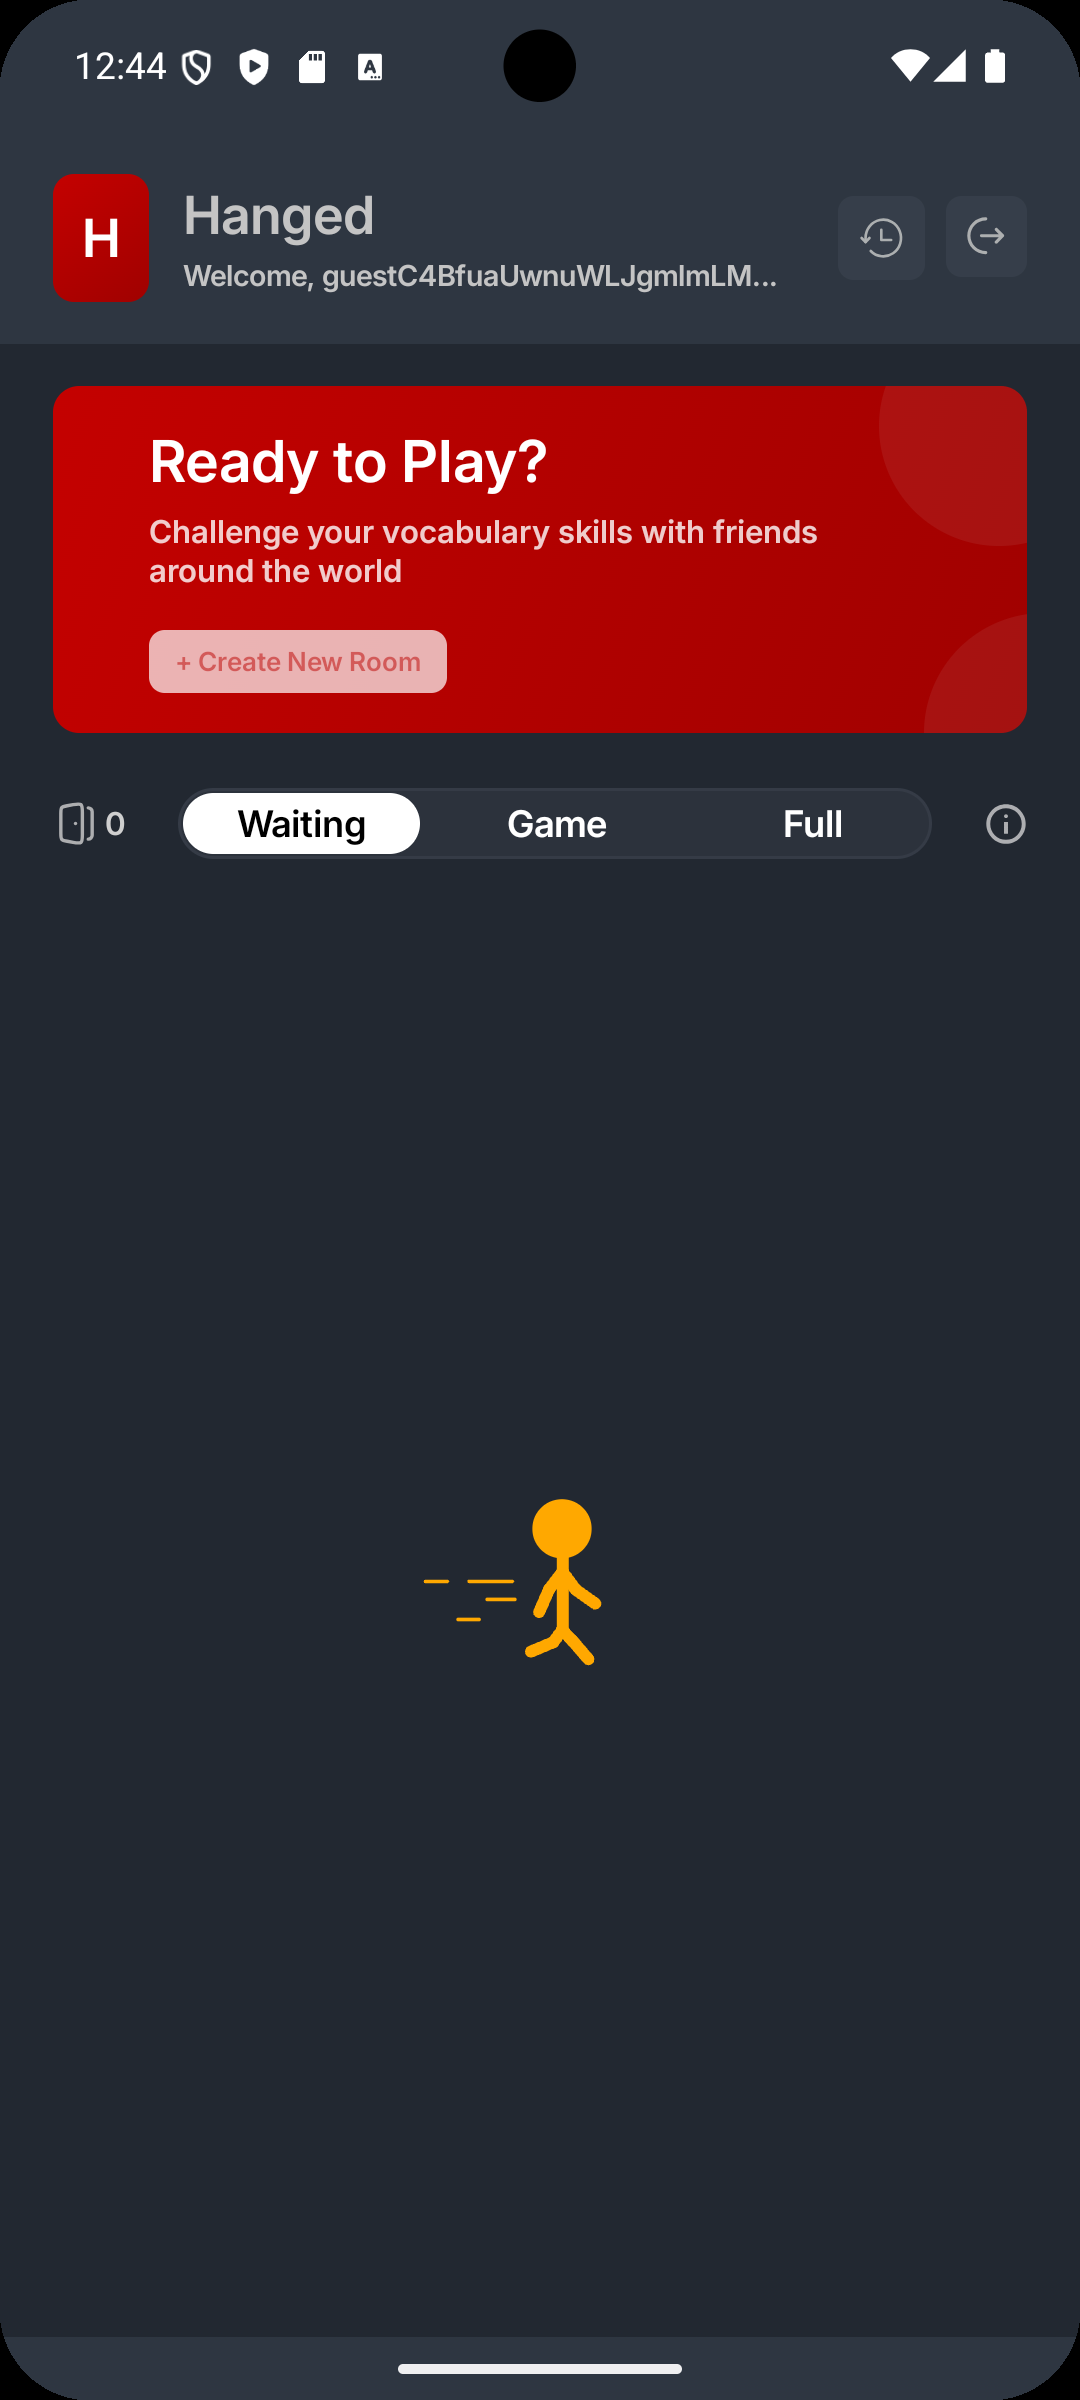 12:44
H
Hanged
Welcome, guestC4BfuaUwnuWLJgmlmLM...
Ready to Play?
Challenge your vocabulary skills with friends
around the world
+ Create New Room
0
Waiting
Game
Full